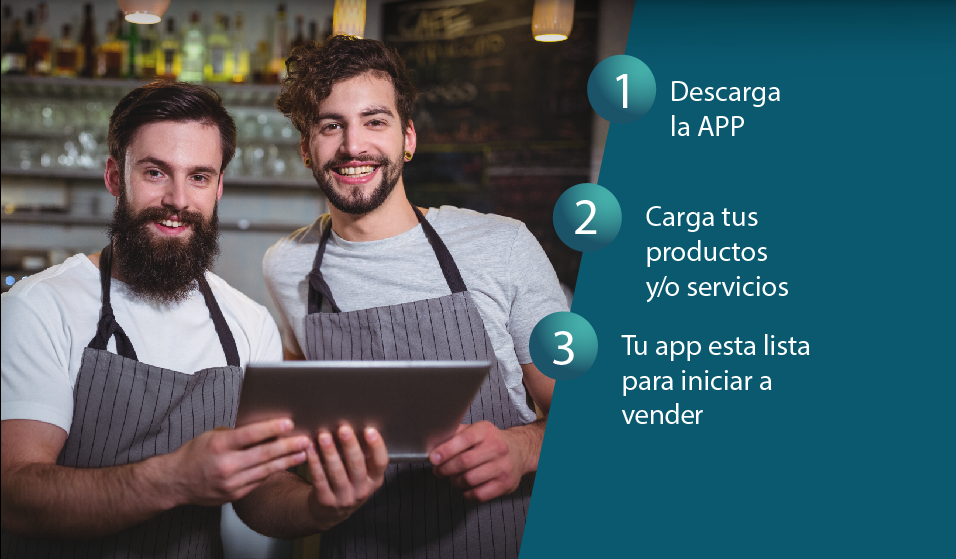 1
Descarga
la APP
2
Carga tus
productos
y/o servicios
3
Tu app esta lista
para iniciar a
vender